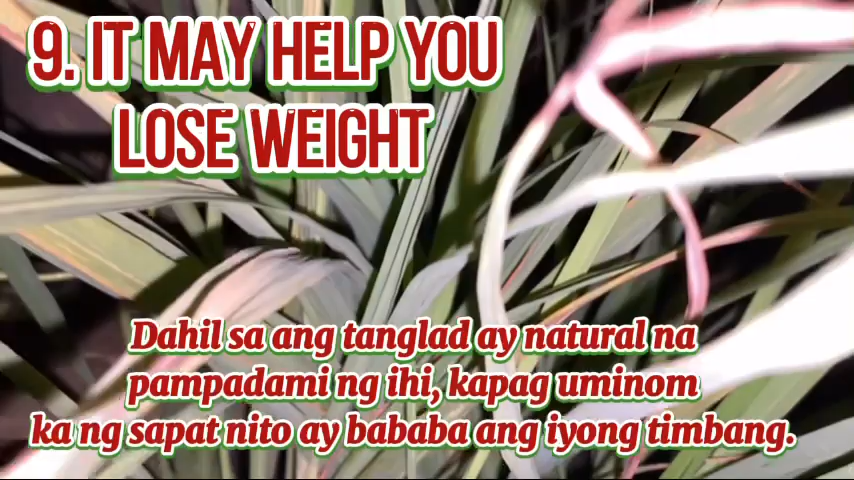 9. IT MAY HELP YOU
LOSE WEIGHT
Dahil sa ang tanglad ay natural na
pampadami ng ihi, kapag uminom
ka ng sapat nito ay bababa ang iyong timbang.